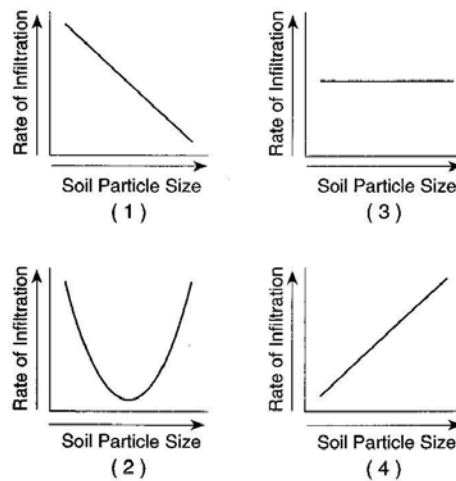 Rate of Infiltration
Soil Particle Size
( 1 )
Rate of Infiltration
Soil Particle Size
( 3 )
Rate of Infiltration
Soil Particle Size
( 2 )
Rate of Infiltration
Soil Particle Size
( 4 )